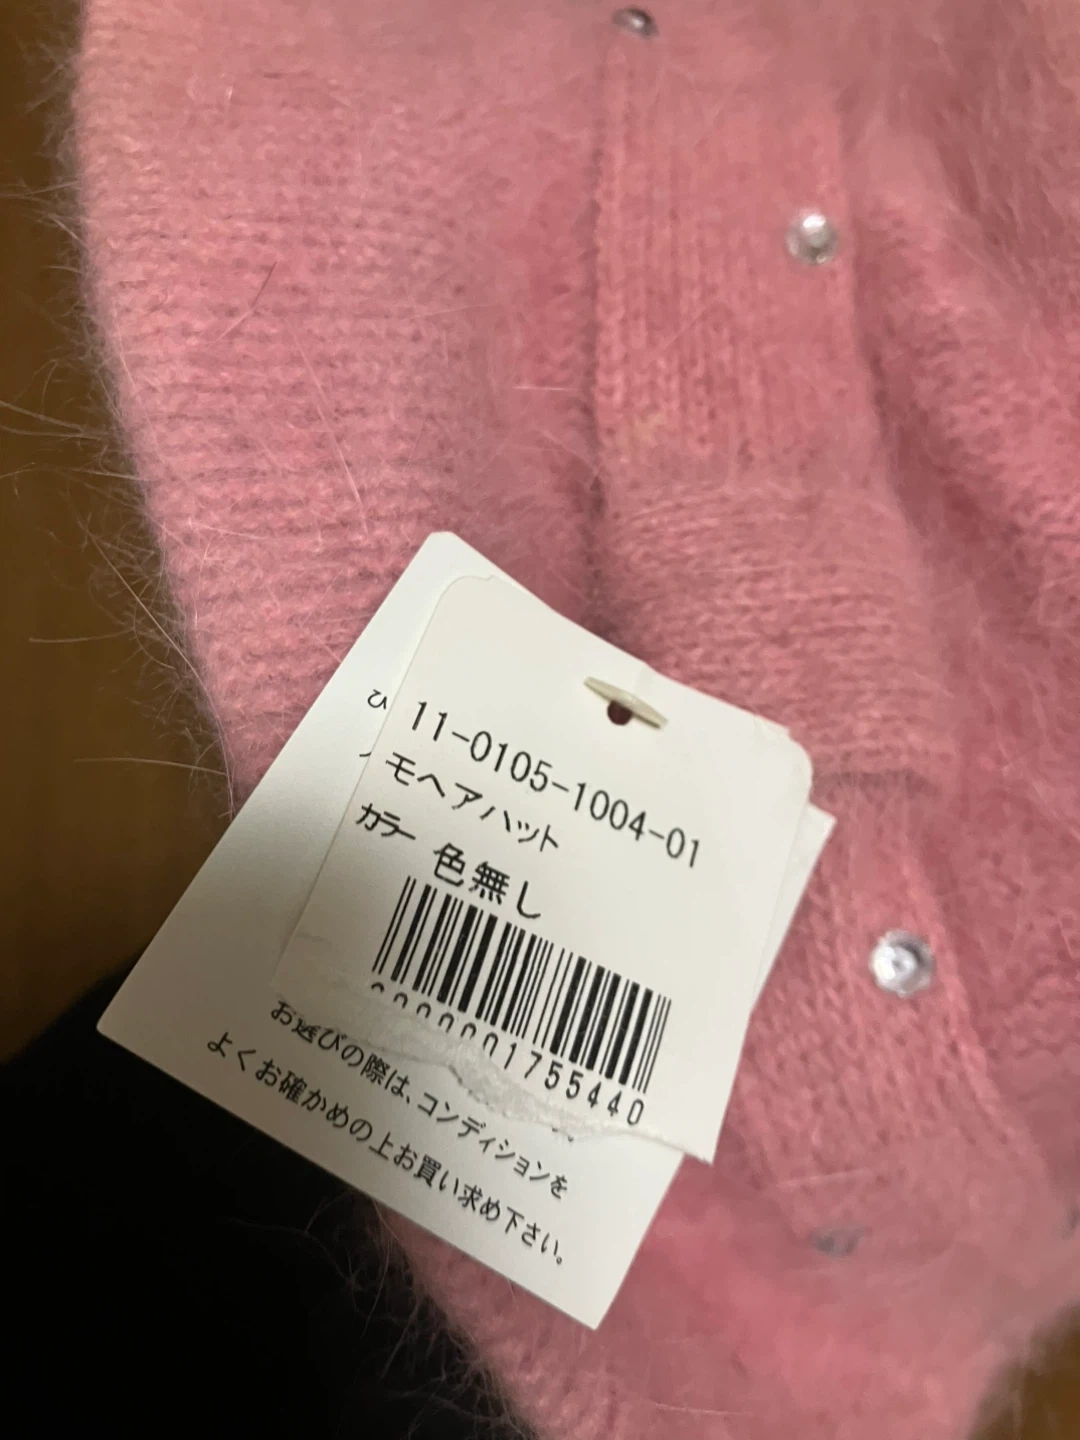 ひ
11-0105-1004-01
モヘアハット
カラー 色無し
1755440
お選びの際は、コンディションを
よくお確かめの上お買い求め下さい。